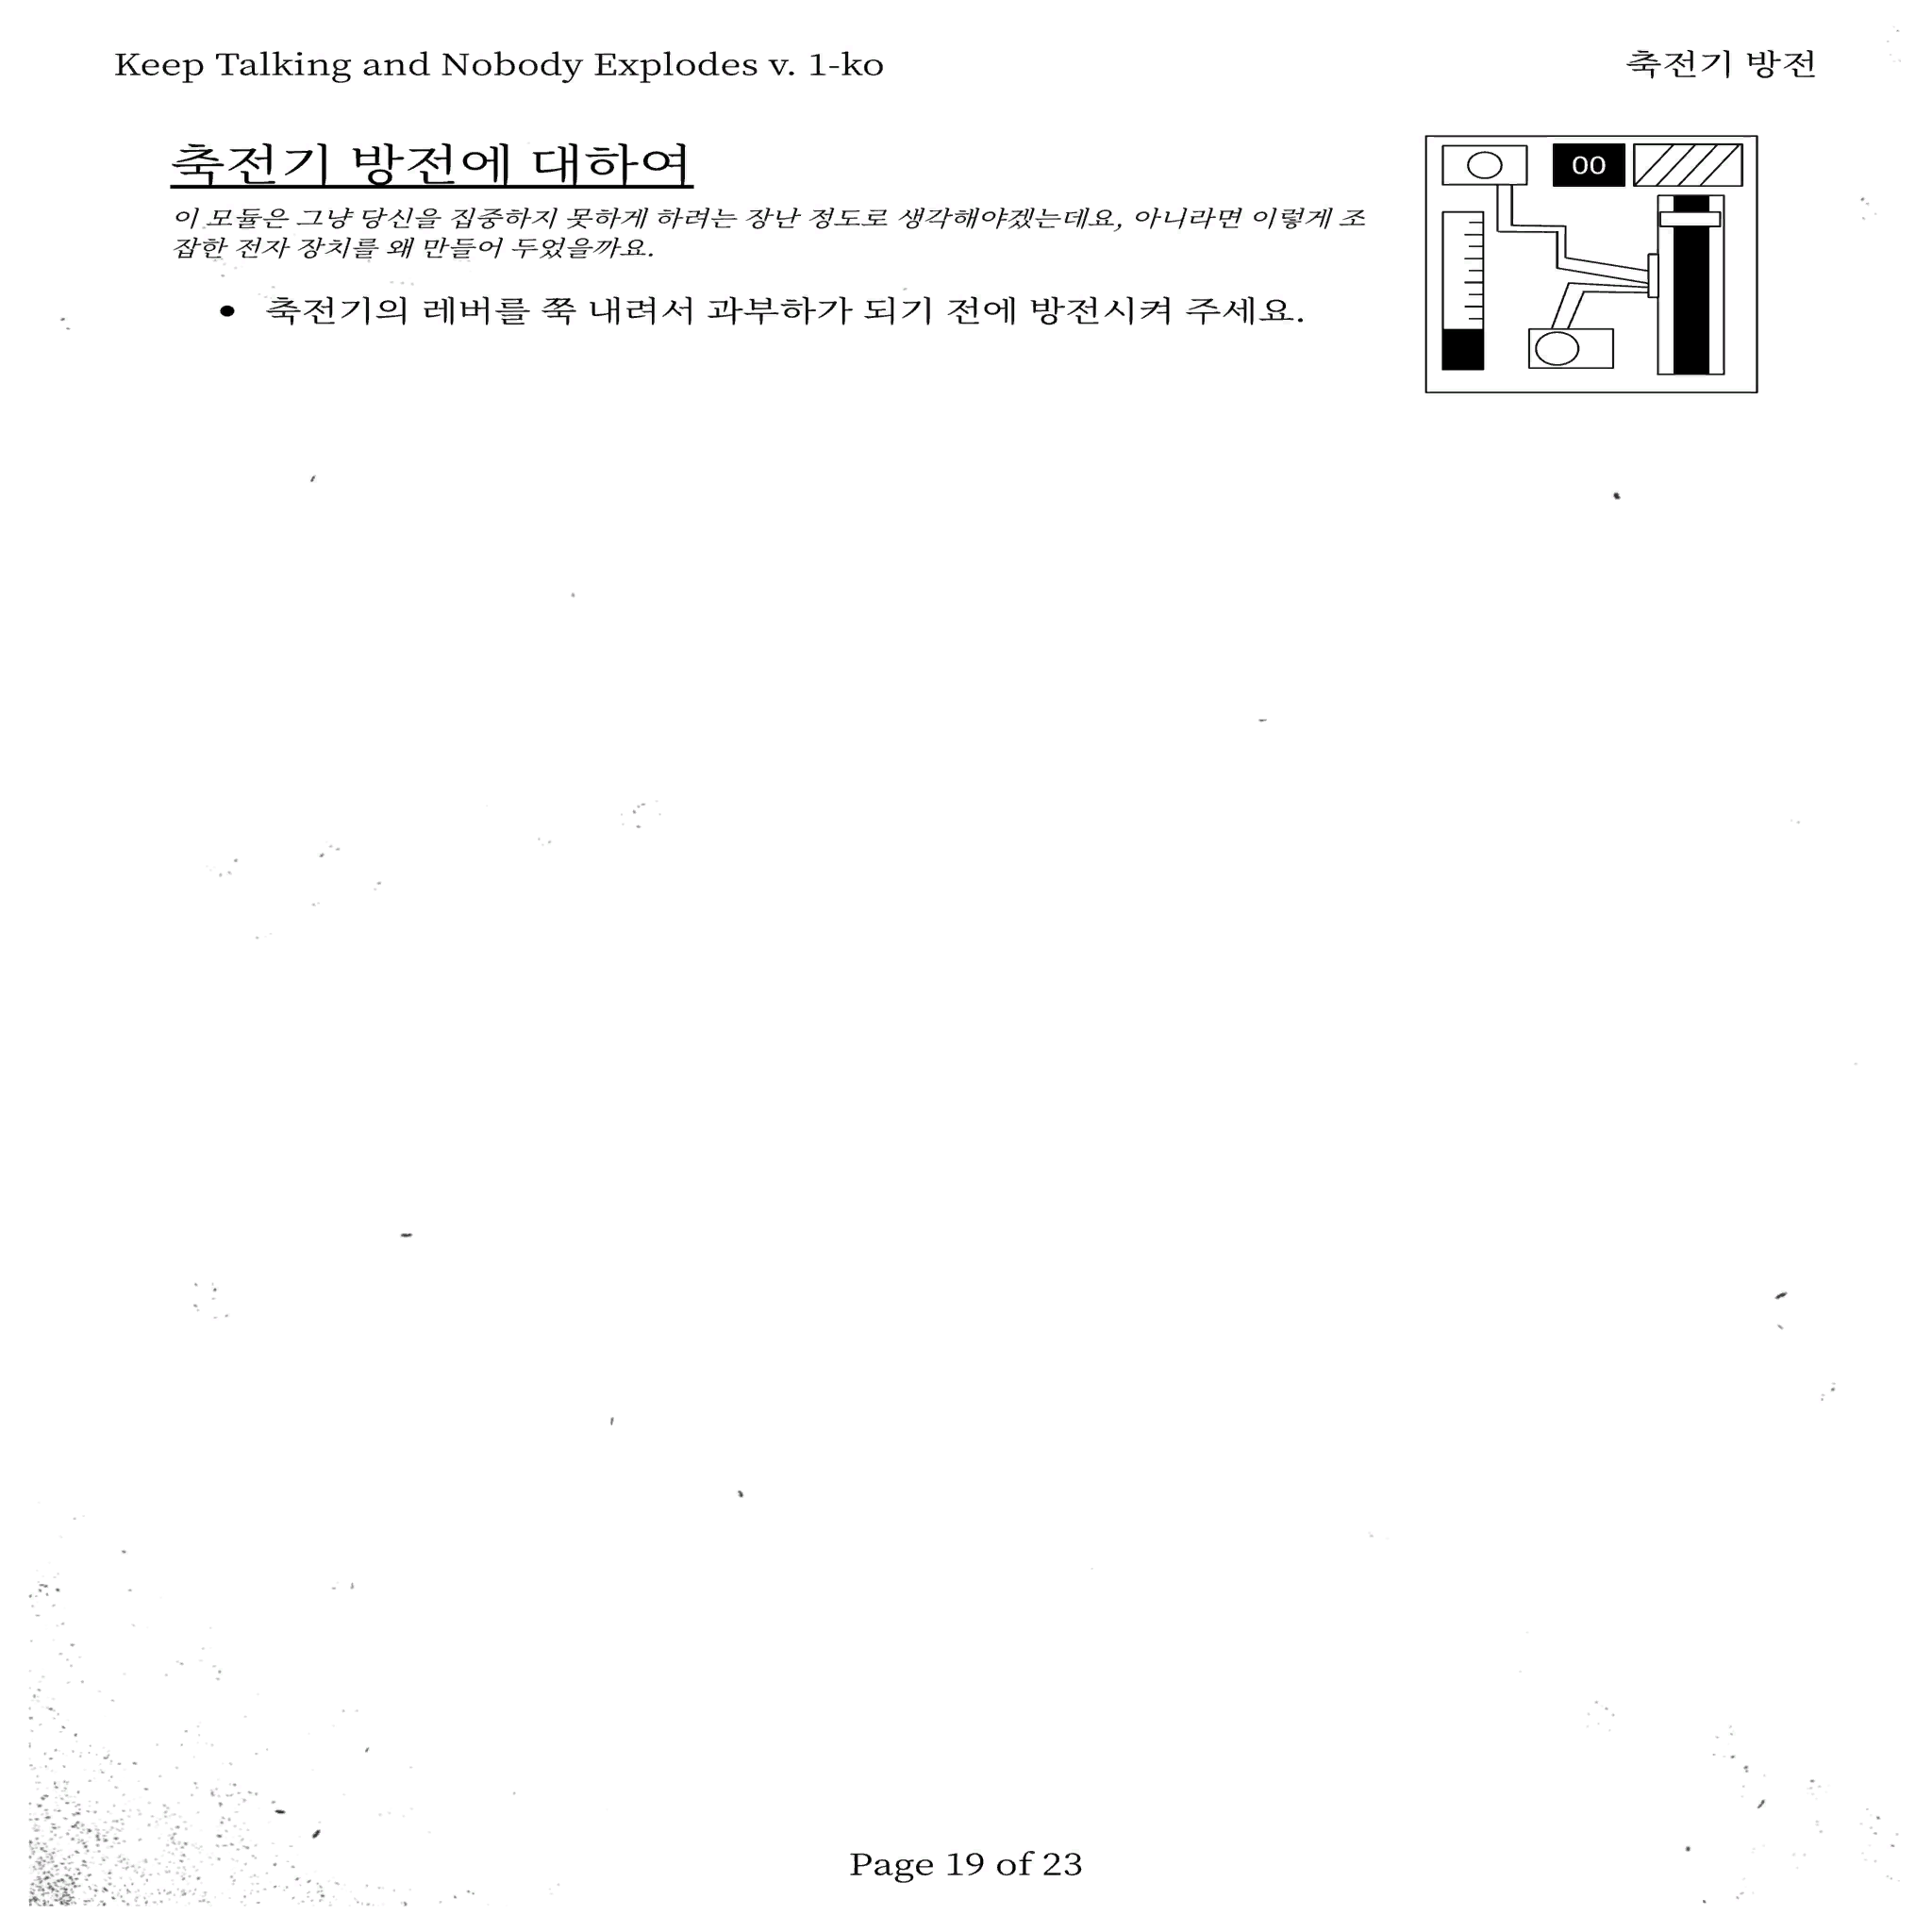 Keep Talking and Nobody Explodes v. 1-ko
축전기 방전
축전기 방전에 대하여
이 모듈은 그냥 당신을 집중하지 못하게 하려는 장난 정도로 생각해야겠는데요, 아니라면 이렇게 조
잡한 전자 장치를 왜 만들어 두었을까요.
00
• 축전기의 레버를 쭉 내려서 과부하가 되기 전에 방전시켜 주세요.
Page 19 of 23